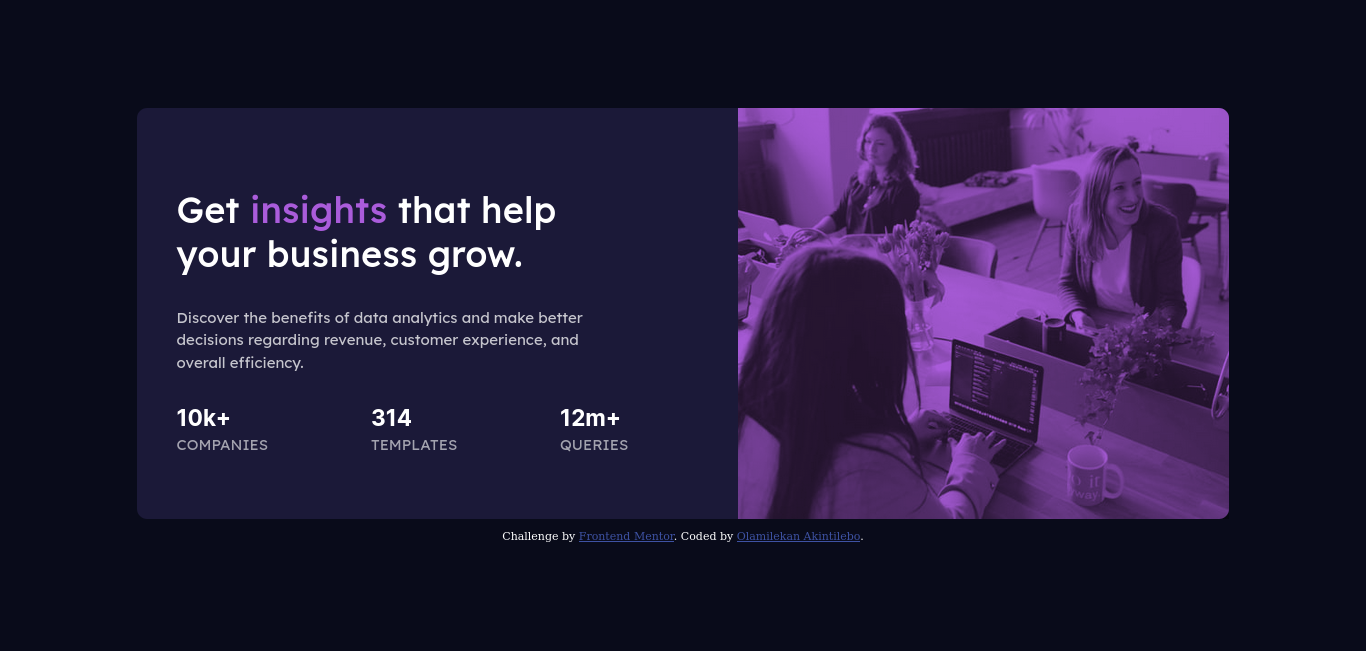 Get insights that help
your business grow.
Discover the benefits of data analytics and make better
decisions regarding revenue, customer experience, and
overall efficiency.
10k+ 314 12m+
COMPANIES TEMPLATES QUERIES
Challenge by Frontend Mentor. Coded by Olamilekan Akintilebo.